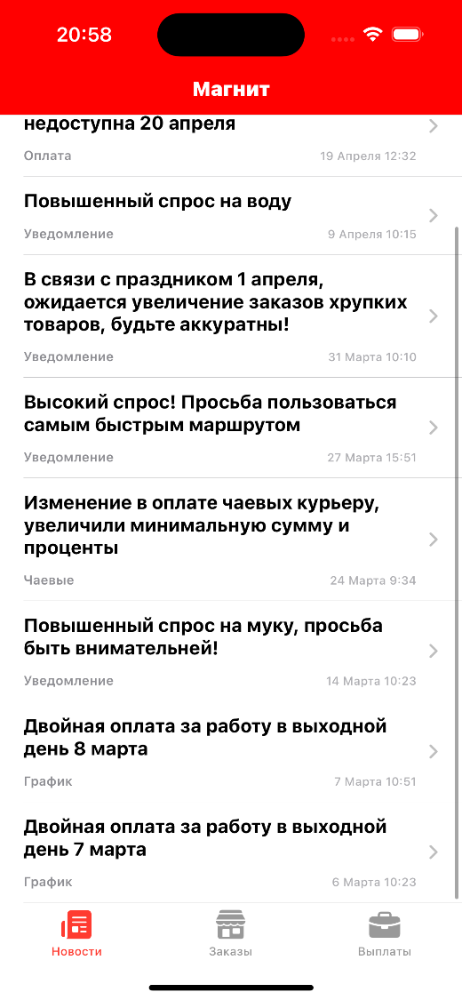 20:58
Магнит
недоступна 20 апреля
Оплата
19 Апреля 12:32
Повышенный спрос на воду
Уведомление
9 Апреля 10:15
В связи с праздником 1 апреля,
ожидается увеличение заказов хрупких
товаров, будьте аккуратны!
Уведомление
31 Марта 10:10
Высокий спрос! Просьба пользоваться
самым быстрым маршрутом
Уведомление
27 Марта 15:51
Изменение в оплате чаевых курьеру,
увеличили минимальную сумму и
проценты
Чаевые
24 Марта 9:34
Повышенный спрос на муку, просьба
быть внимательней!
Уведомление
14 Марта 10:23
Двойная оплата за работу в выходной
день 8 марта
График
7 Марта 10:51
Двойная оплата за работу в выходной
день 7 марта
График
6 Марта 10:23
Новости
Заказы
Выплаты